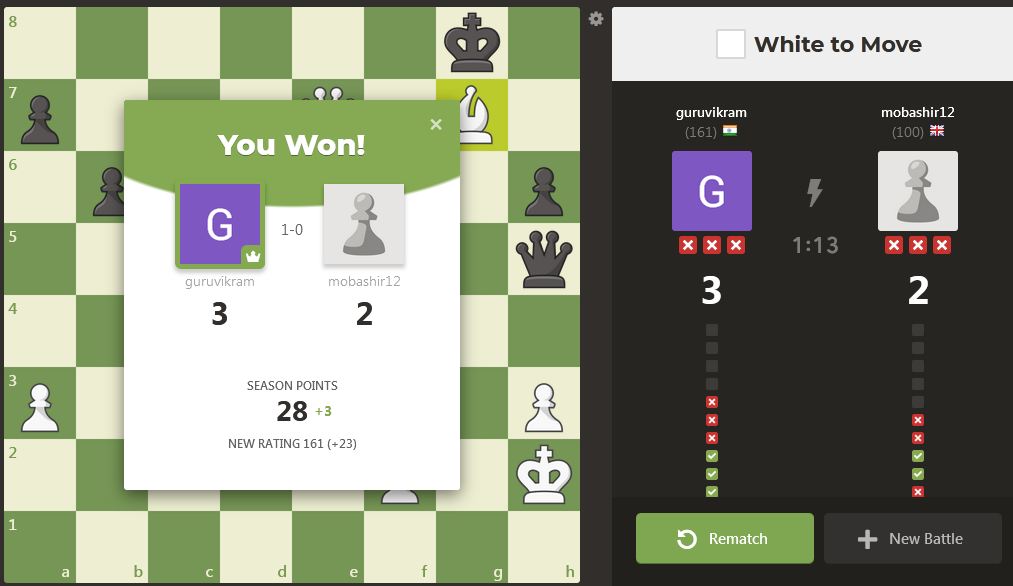 8
7
6
5
4
3
2
1
a b c d e f g h
You Won!
×
G
1-0
guruvikram
mobashir12
3
2
SEASON POINTS
28 +3
NEW RATING 161 (+23)
White to Move
guruvikram
mobashir12
(161)
(100)
G
1:13
3
2
Rematch
New Battle